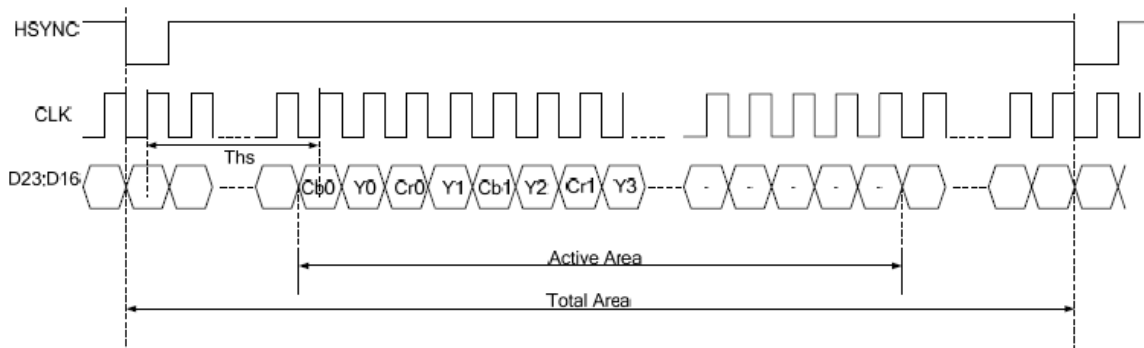 HSYNC
CLK
Ths
D23:D16
Cb0 Y0 Cr0 Y1 Cb1 Y2 Cr1 Y3 - - - - -
Active Area
Total Area